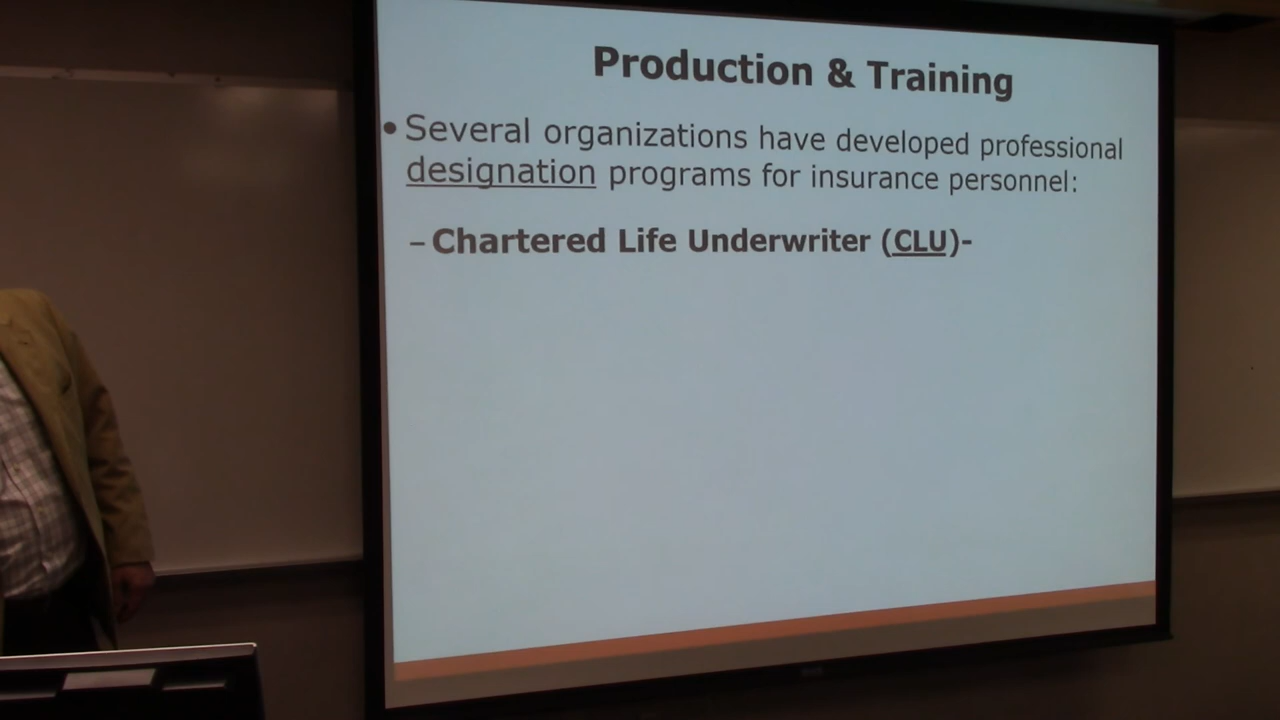 Production & Training
• Several organizations have developed professional
designation programs for insurance personnel:
– Chartered Life Underwriter (CLU)-